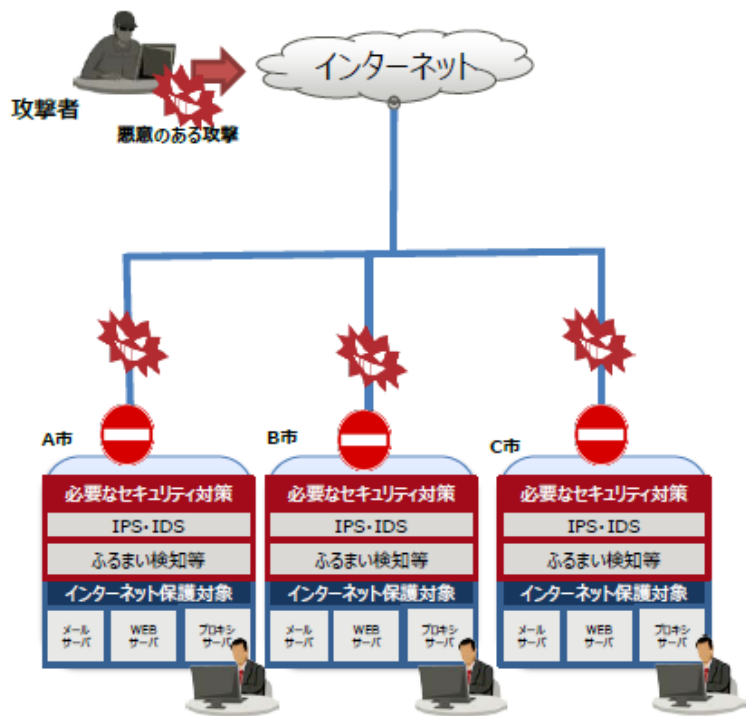 インターネット
攻撃者
悪意のある攻撃
A市
必要なセキュリティ対策
IPS・IDS
ふるまい検知等
インターネット保護対象
メール
サーバ
WEB
サーバ
プロキシ
サーバ
B市
必要なセキュリティ対策
IPS・IDS
ふるまい検知等
インターネット保護対象
メール
サーバ
WEB
サーバ
プロキシ
サーバ
C市
必要なセキュリティ対策
IPS・IDS
ふるまい検知等
インターネット保護対象
メール
サーバ
WEB
サーバ
プロキシ
サーバ